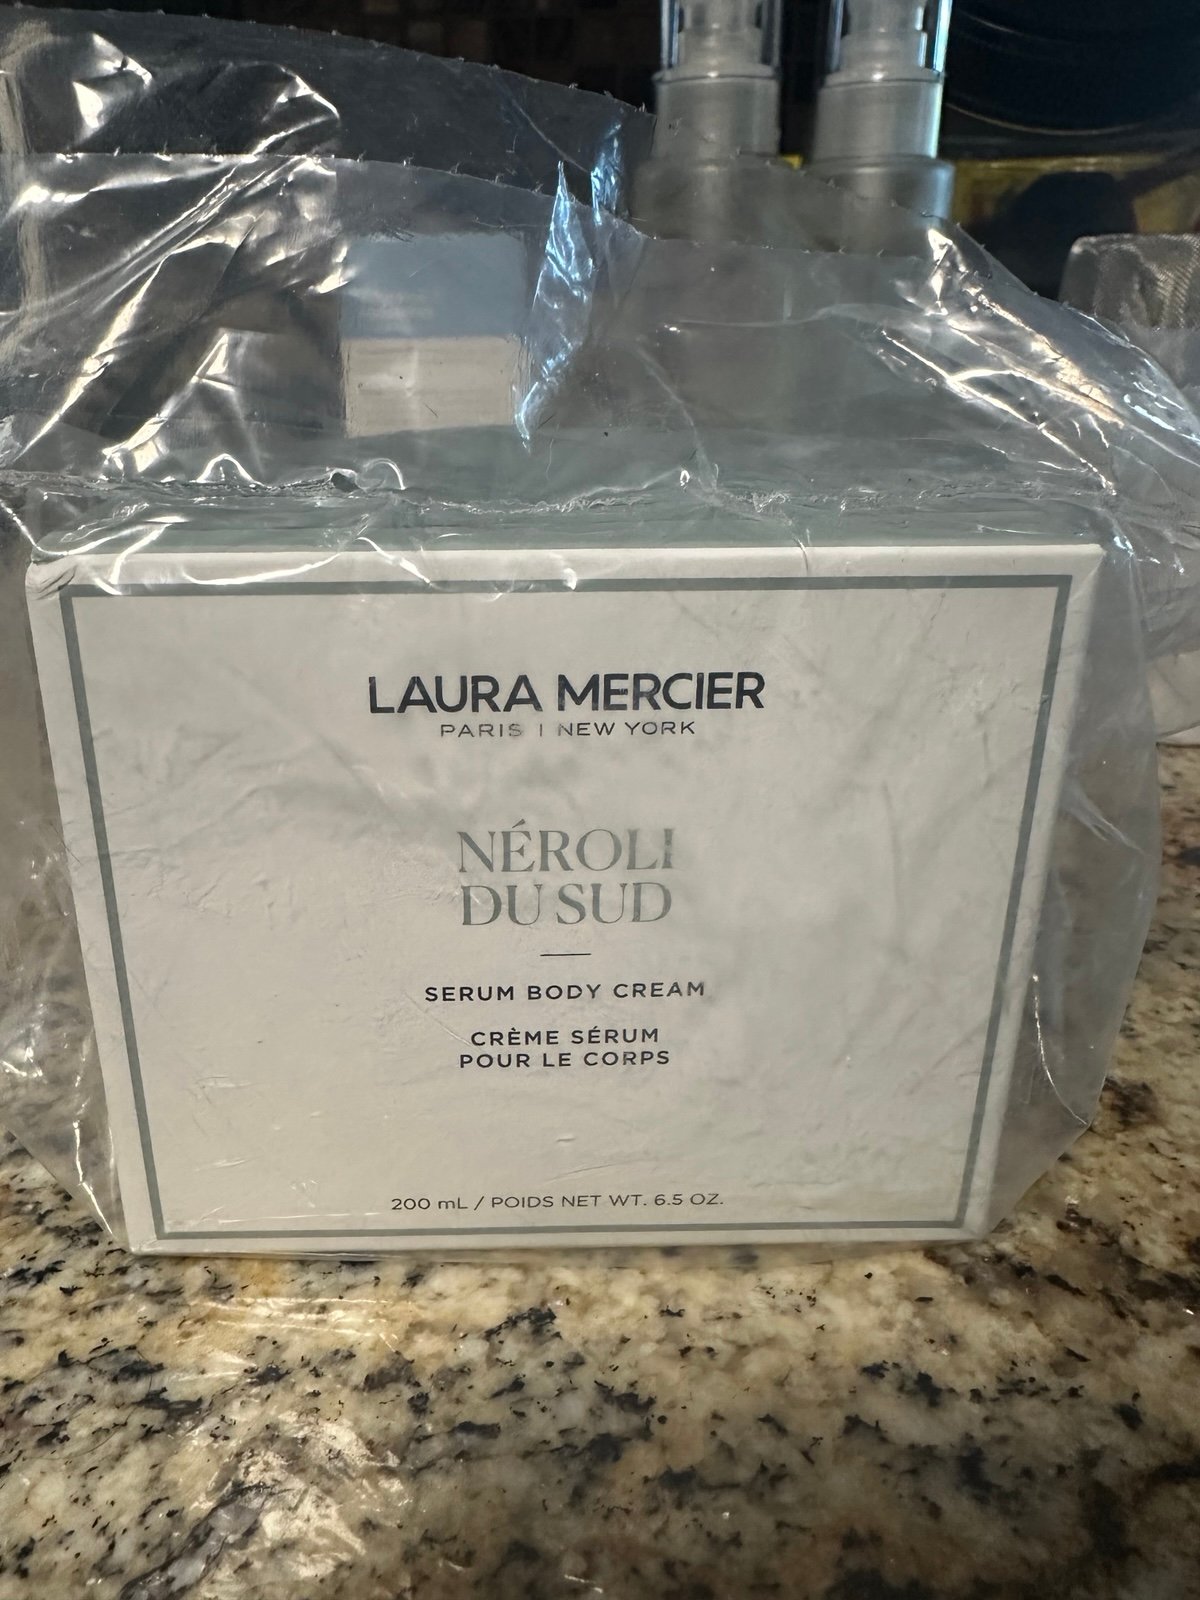 LAURA MERCIER
PARIS | NEW YORK
NÉROLI
DU SUD
SERUM BODY CREAM
CRÈME SÉRUM
POUR LE CORPS
200 mL / POIDS NET WT. 6.5 OZ.